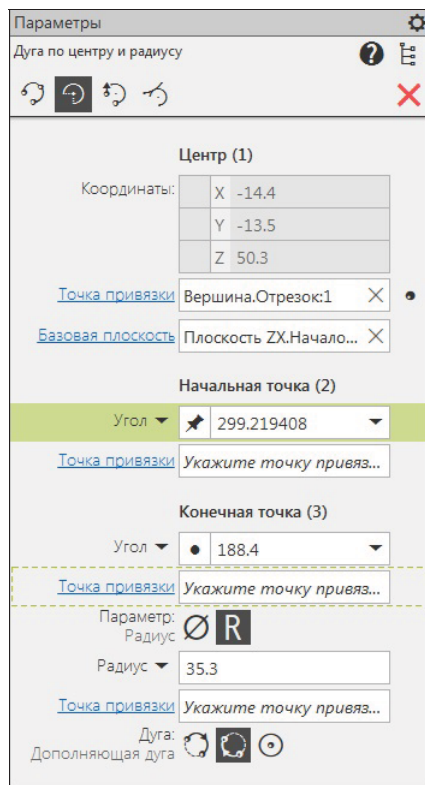 Параметры
Дуга по центру и радиусу
Центр (1)
Координаты: X -14.4
Y -13.5
Z 50.3
Точка привязки Вершина.Отрезок:1
Базовая плоскость Плоскость ZX.Начало...
Начальная точка (2)
Угол 299.219408
Точка привязки Укажите точку привяз...
Конечная точка (3)
Угол 188.4
Точка привязки Укажите точку привяз...
Параметр: R
Радиус
Радиус 35.3
Точка привязки Укажите точку привяз...
Дуга:
Дополняющая дуга